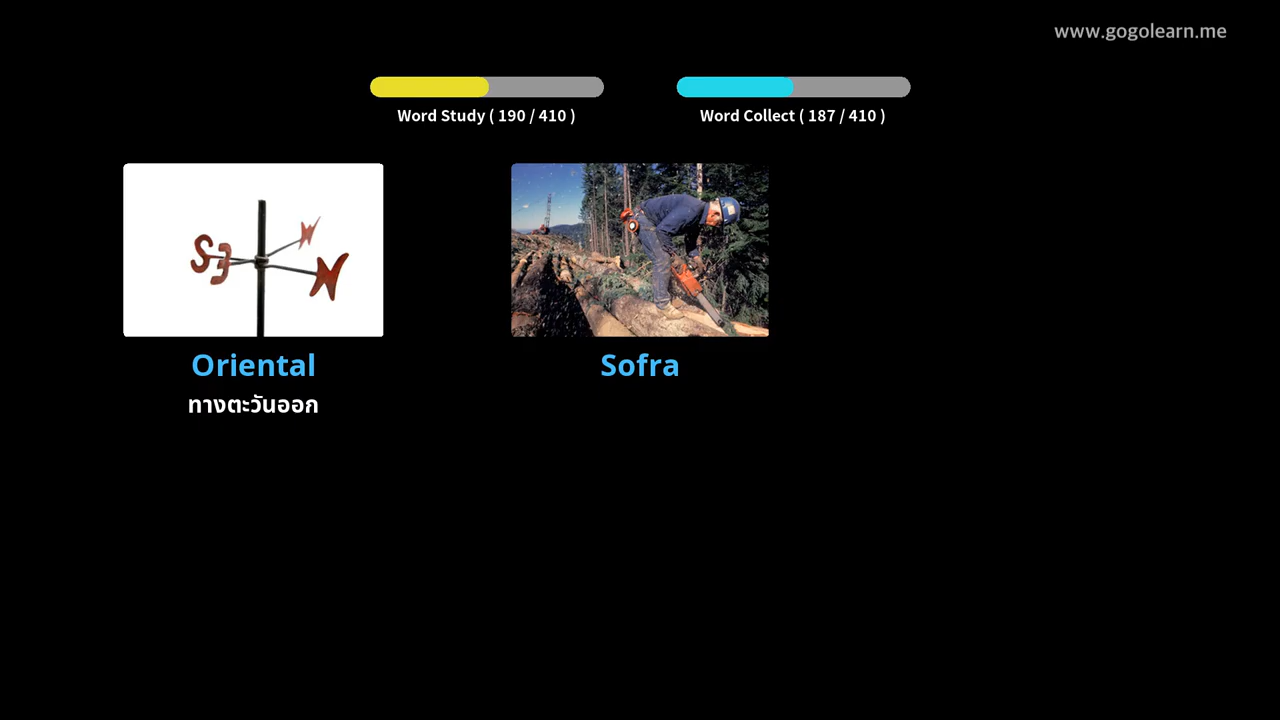 www.gogolearn.me
Word Study ( 190 / 410 )
Word Collect ( 187 / 410 )
S E N W
Oriental
Sofra
ทางตะวันออก